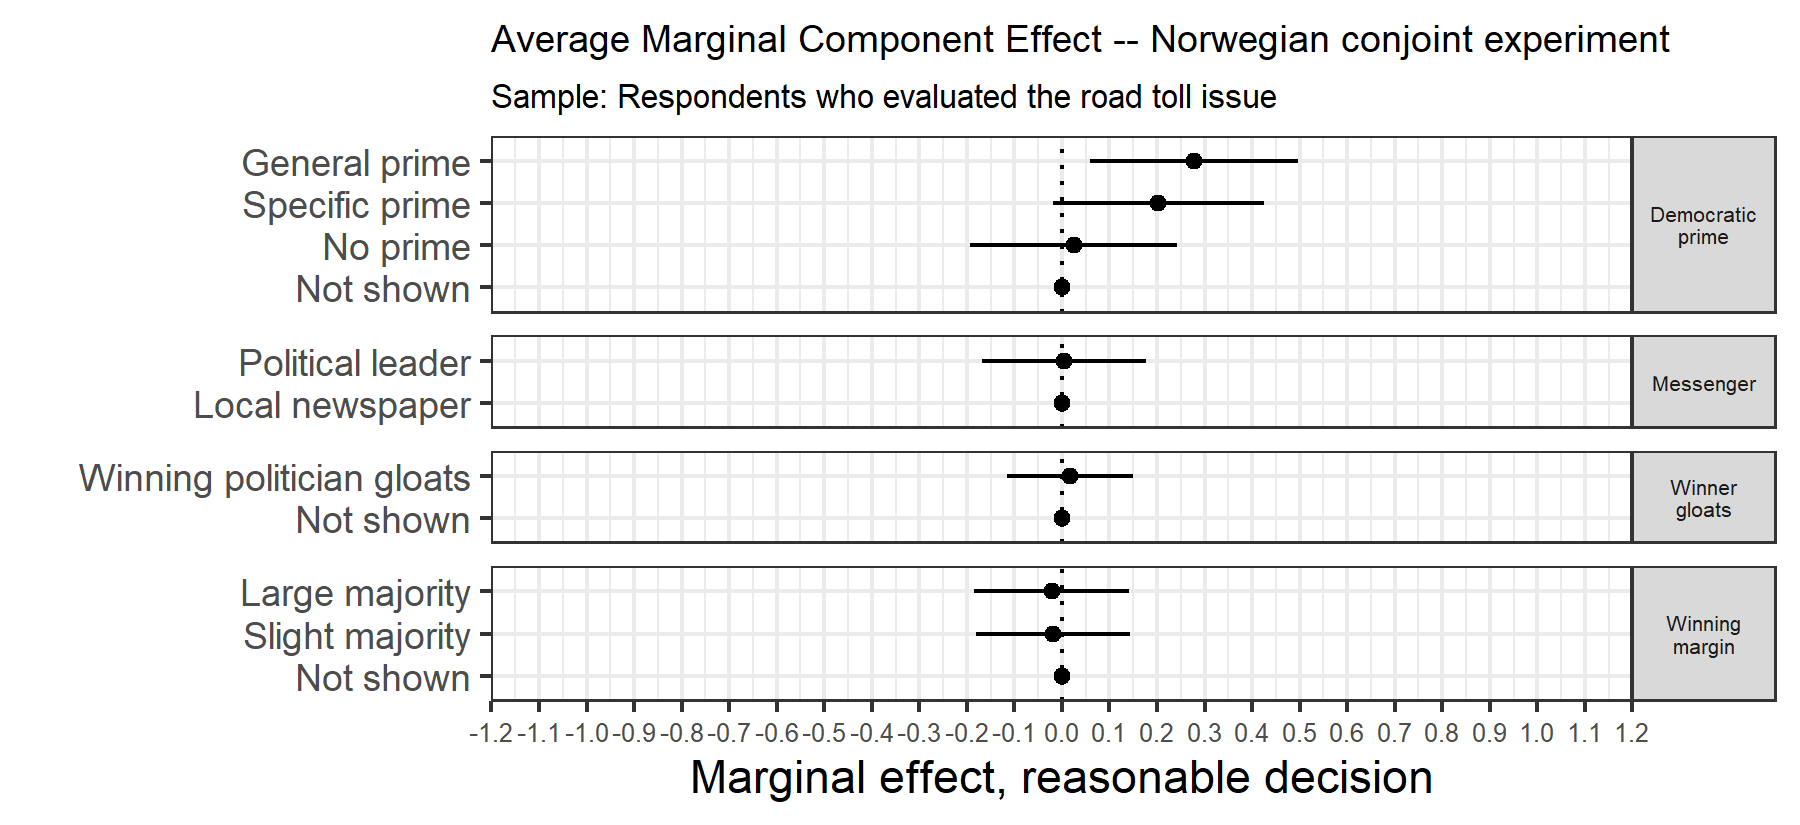 Average Marginal Component Effect -- Norwegian conjoint experiment
Sample: Respondents who evaluated the road toll issue
General prime
Specific prime
No prime
Not shown
Democratic
prime
Political leader
Local newspaper
Messenger
Winning politician gloats
Not shown
Winner
gloats
Large majority
Slight majority
Not shown
Winning
margin
-1.2 -1.1 -1.0 -0.9 -0.8 -0.7 -0.6 -0.5 -0.4 -0.3 -0.2 -0.1 0.0 0.1 0.2 0.3 0.4 0.5 0.6 0.7 0.8 0.9 1.0 1.1 1.2
Marginal effect, reasonable decision